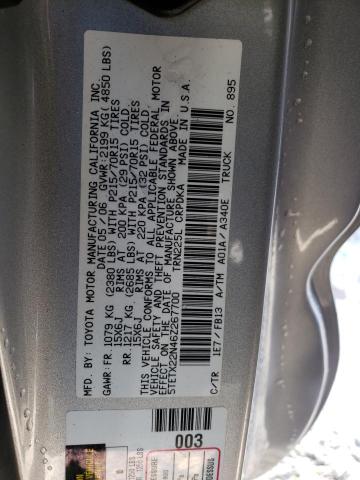 MFD. BY: TOYOTA MOTOR MANUFACTURING CALIFORNIA INC.
DATE 05/06 GVWR:2199 KG( 4850 LBS)
GAWR:FR.1079 KG (2380 LBS) WITH P215/70R15 TIRES
15X6J RIMS AT 200 KPA (29 PSI) COLD.
RR.1217 KG (2685 LBS) WITH P215/70R15 TIRES
15X6J RIMS AT 220 KPA (32 PSI) COLD
THIS VEHICLE CONFORMS TO ALL APPLICABLE FEDERAL MOTOR
VEHICLE SAFETY AND THEFT PREVENTION STANDARDS IN
EFFECT ON THE DATE OF MANUFACTURE SHOWN ABOVE.
5TETX22N46Z267700 TRN225L CRPDKA MADE IN U.S.A.
TRUCK
C/TR 1E7/FB13 A/TM A01A/A340E NO. 895
003